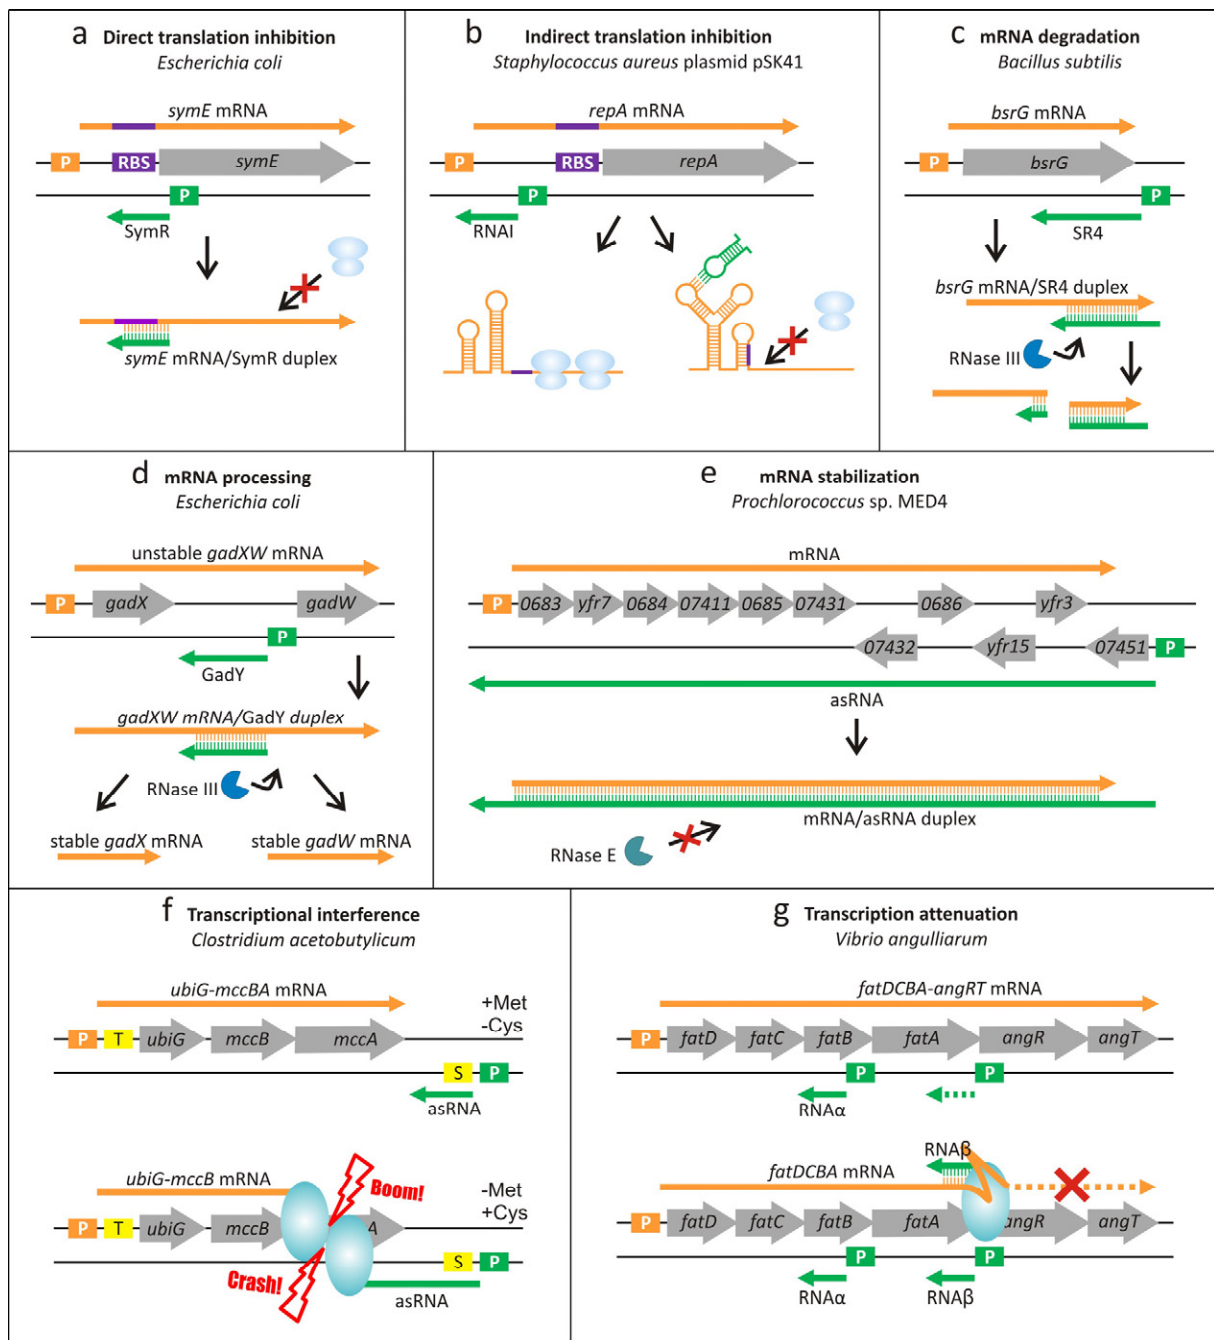 a Direct translation inhibition
Escherichia coli
symE mRNA
P RBS symE
P
SymR
symE mRNA/SymR duplex
b Indirect translation inhibition
Staphylococcus aureus plasmid pSK41
repA mRNA
P RBS repA
P
RNAI
c mRNA degradation
Bacillus subtilis
bsrG mRNA
P bsrG
P
SR4
bsrG mRNA/SR4 duplex
RNase III
d mRNA processing
Escherichia coli
unstable gadXW mRNA
P gadX gadW
P
GadY
gadXW mRNA/GadY duplex
RNase III
stable gadX mRNA
stable gadW mRNA
e mRNA stabilization
Prochlorococcus sp. MED4
mRNA
P 0683 yfr7 0684 07411 0685 07431 0686 yfr3
07432 yfr15 07451 P
asRNA
mRNA/asRNA duplex
RNase E
f Transcriptional interference
Clostridium acetobutylicum
ubiG-mccBA mRNA
+Met
-Cys
P T ubiG mccB mccA
S P
asRNA
ubiG-mccB mRNA
Boom!
-Met
+Cys
P T ubiG mccB A
S P
Crash!
asRNA
g Transcription attenuation
Vibrio angulliarum
fatDCBA-angRT mRNA
P fatD fatC fatB fatA angR angT
P P
RNAα
RNAβ
fatDCBA mRNA
P fatD fatC fatB fatA angR angT
P P
RNAα RNAβ